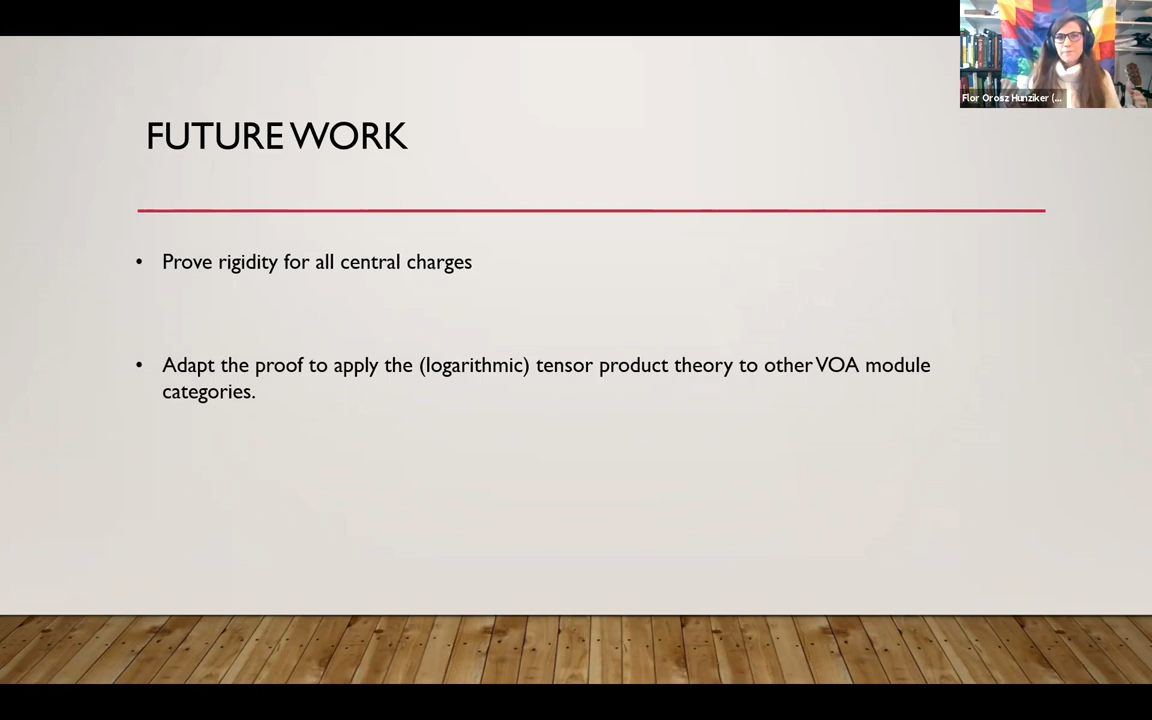 Flor Orosz Hunziker (...
FUTURE WORK
• Prove rigidity for all central charges
• Adapt the proof to apply the (logarithmic) tensor product theory to other VOA module
categories.